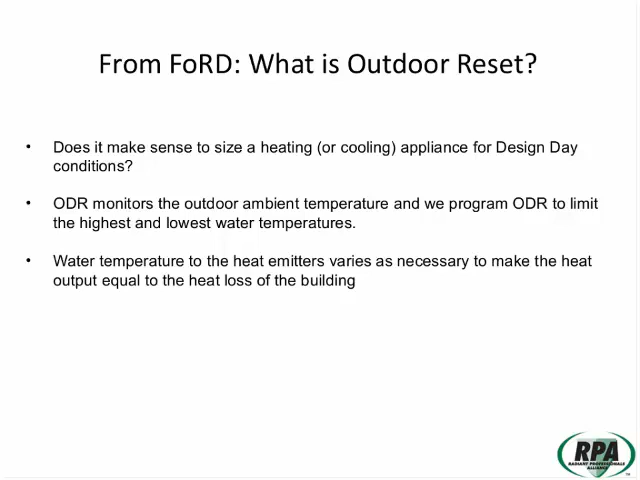 From FoRD: What is Outdoor Reset?
• Does it make sense to size a heating (or cooling) appliance for Design Day
conditions?
• ODR monitors the outdoor ambient temperature and we program ODR to limit
the highest and lowest water temperatures.
• Water temperature to the heat emitters varies as necessary to make the heat
output equal to the heat loss of the building
RPA
RADIANT PROFESSIONALS
ALLIANCE